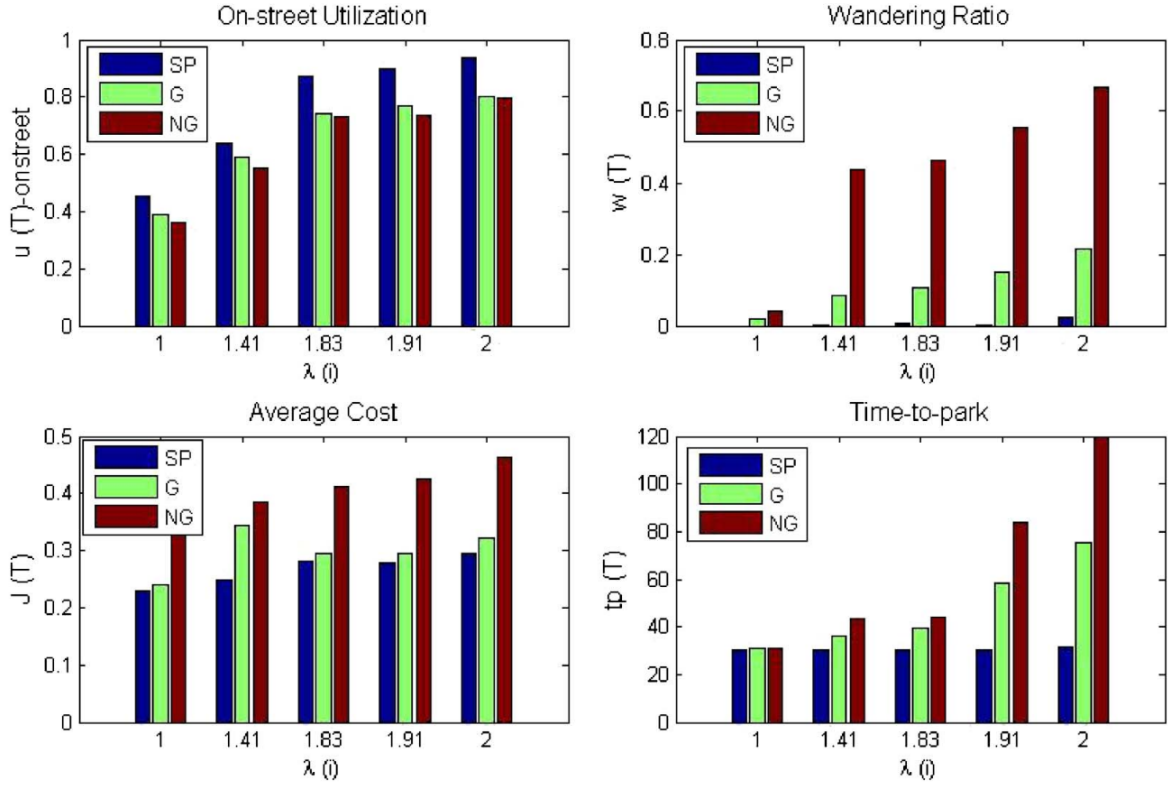 On-street Utilization
1
0.8
0.6
0.4
0.2
0
u (T)-onstreet
SP
G
NG
1 1.41 1.83 1.91 2
λ (i)
Wandering Ratio
0.8
0.6
0.4
0.2
0
w (T)
SP
G
NG
1 1.41 1.83 1.91 2
λ (i)
Average Cost
0.5
0.4
0.3
0.2
0.1
0
J (T)
SP
G
NG
1 1.41 1.83 1.91 2
λ (i)
Time-to-park
120
100
80
60
40
20
0
tp (T)
SP
G
NG
1 1.41 1.83 1.91 2
λ (i)